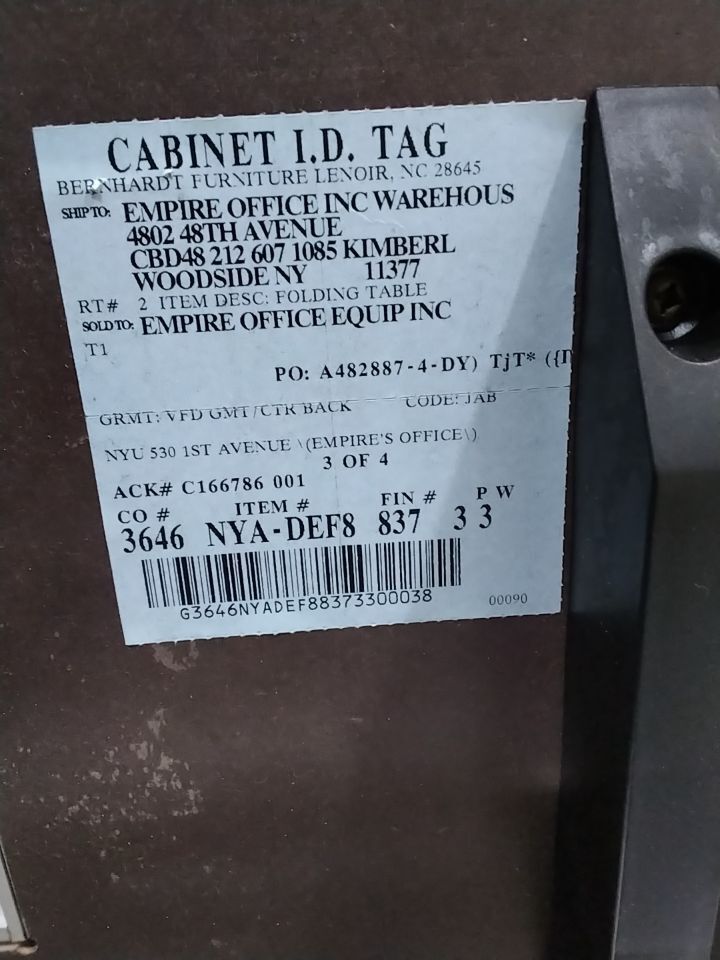 CABINET I.D. TAG
BERNHARDT FURNITURE LENOIR, NC 28645
SHIP TO: EMPIRE OFFICE INC WAREHOUS
4802 48TH AVENUE
CBD48 212 607 1085 KIMBERL
WOODSIDE NY 11377
RT# 2 ITEM DESC: FOLDING TABLE
SOLD TO: EMPIRE OFFICE EQUIP INC
T1
PO: A482887-4-DY) TjT* ({I
GRMT: VFD GMT/CTR BACK CODE: JAB
NYU 530 1ST AVENUE \(EMPIRE'S OFFICE\)
3 OF 4
ACK# C166786 001
CO # ITEM # FIN # P W
3646 NYA-DEF8 837 3 3
G3646NYADEF88373300038 00090